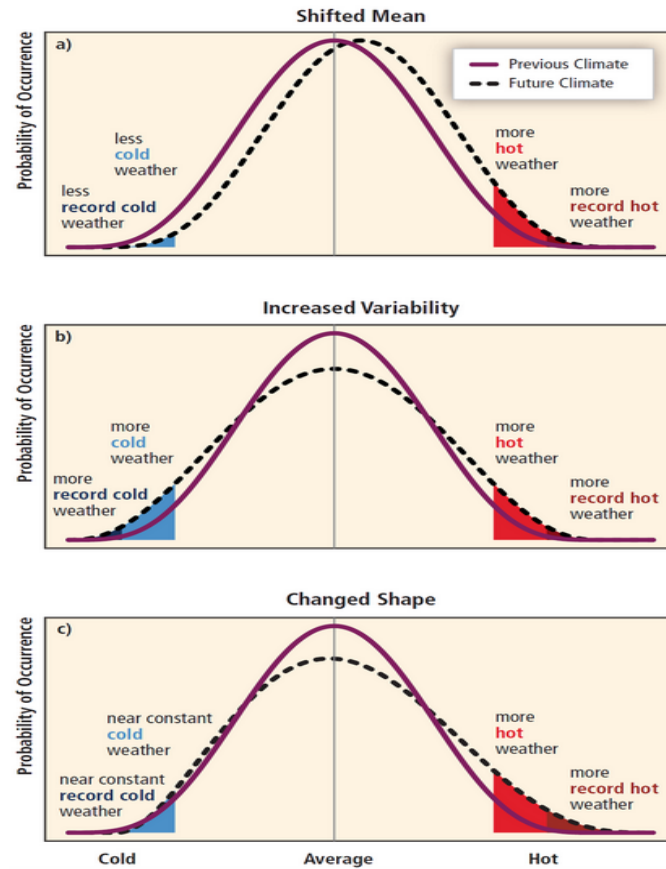 Shifted Mean
a)
Previous Climate
Future Climate
Probability of Occurrence
less
cold
weather
less
record cold
weather
more
hot
weather
more
record hot
weather
Increased Variability
b)
Probability of Occurrence
more
cold
weather
more
record cold
weather
more
hot
weather
more
record hot
weather
Changed Shape
c)
Probability of Occurrence
near constant
cold
weather
near constant
record cold
weather
more
hot
weather
more
record hot
weather
Cold
Average
Hot